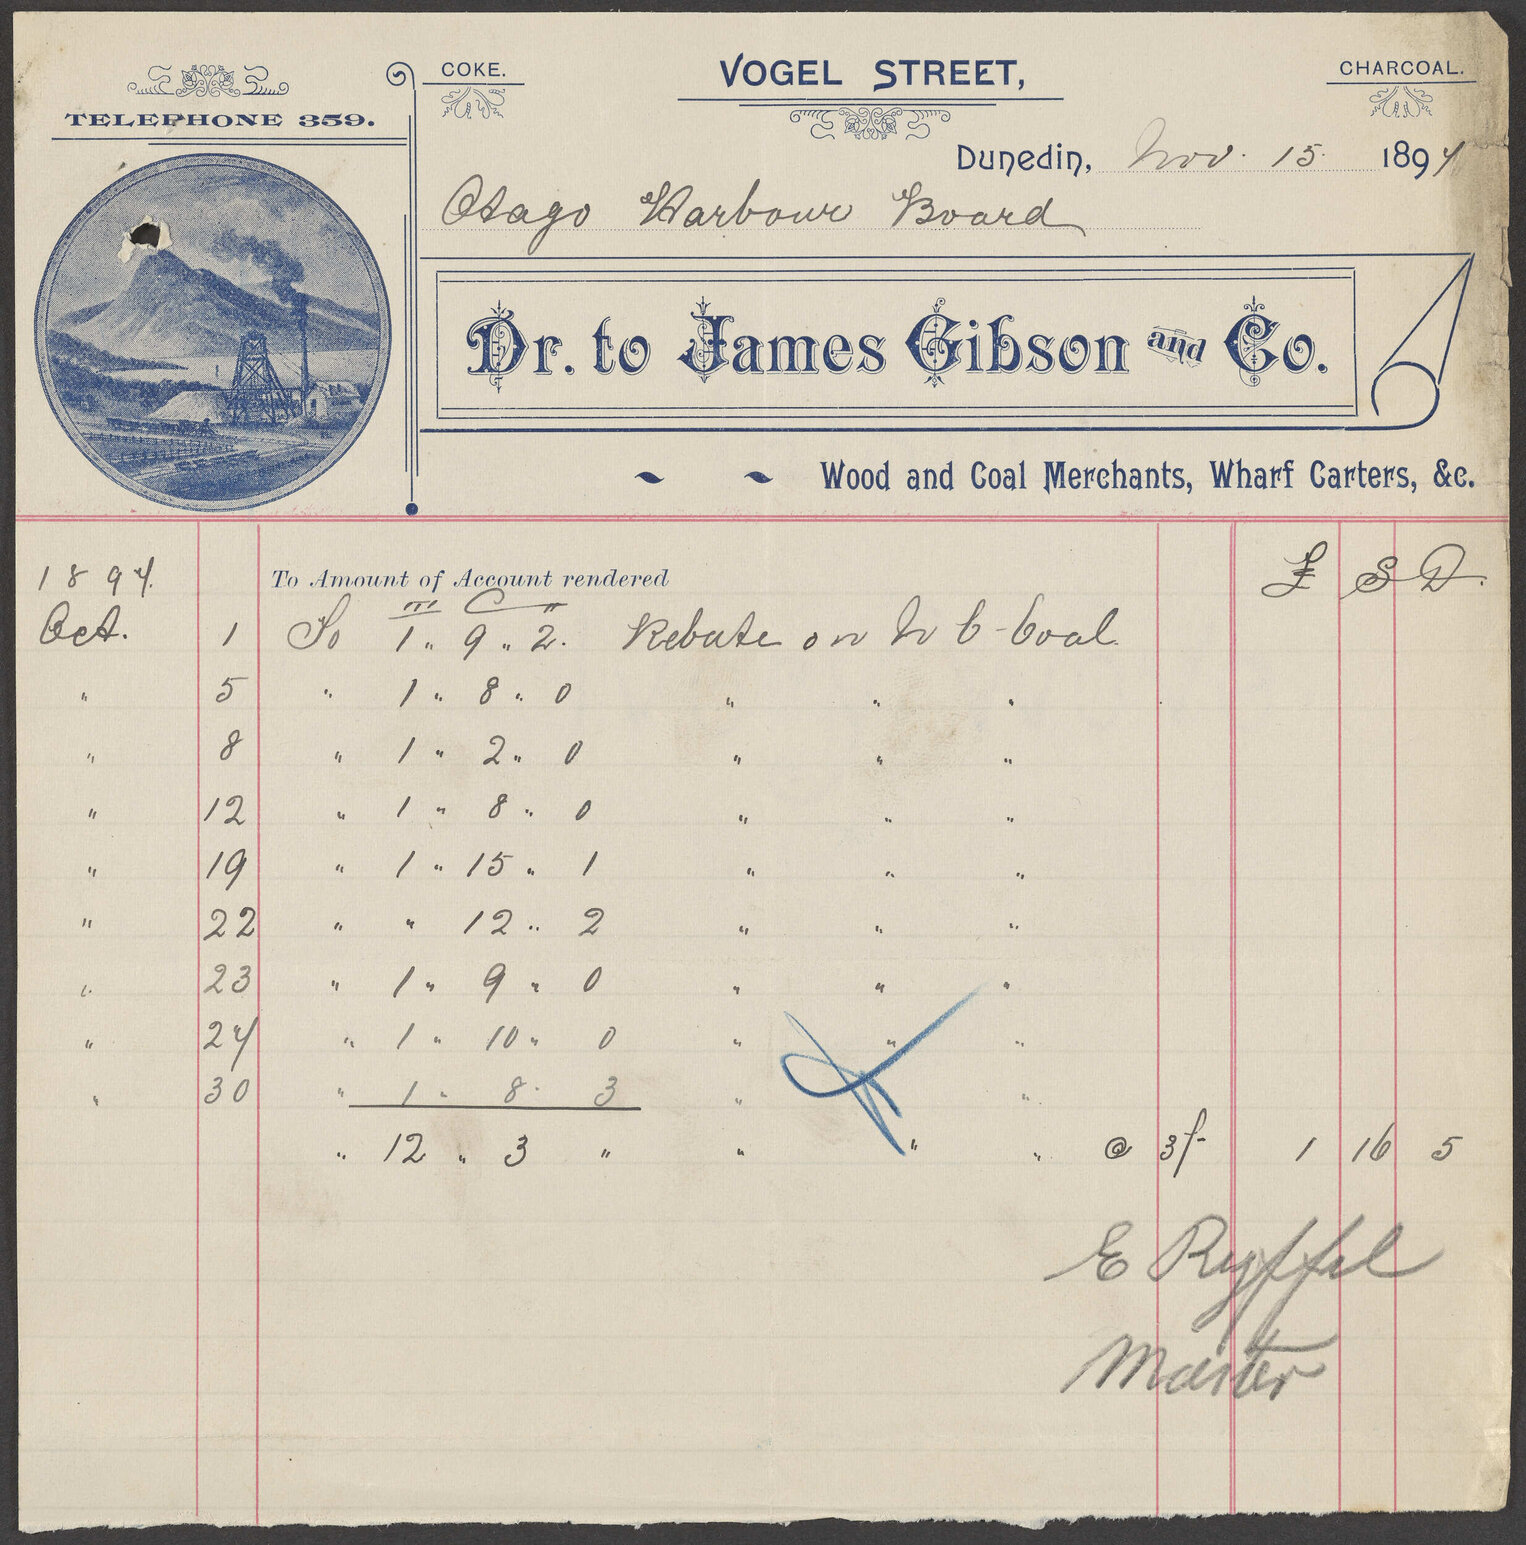 TELEPHONE 359.
COKE.
VOGEL STREET,
CHARCOAL.
Dunedin, Nov. 15. 1894
Otago Harbour Board
Dr. to James Gibson and Co.
Wood and Coal Merchants, Wharf Carters, &c.
1894. To Amount of Account rendered £ S D.
T C "
Oct. 1 To 1 " 9 " 2. Rebate on N C Coal
" 5 " 1 " 8 " 0 " " "
" 8 " 1 " 2 " 0 " " "
" 12 " 1 " 8 " 0 " " "
" 19 " 1 " 15 " 1 " " "
" 22 " " 12 " 2 " " "
" 23 " 1 " 9 " 0 " " "
" 24 " 1 " 10 " 0 " " "
" 30 " 1 " 8 " 3 " "
" 12 " 3 " " " " @ 3/- 1 16 5
E Ryffel
Master